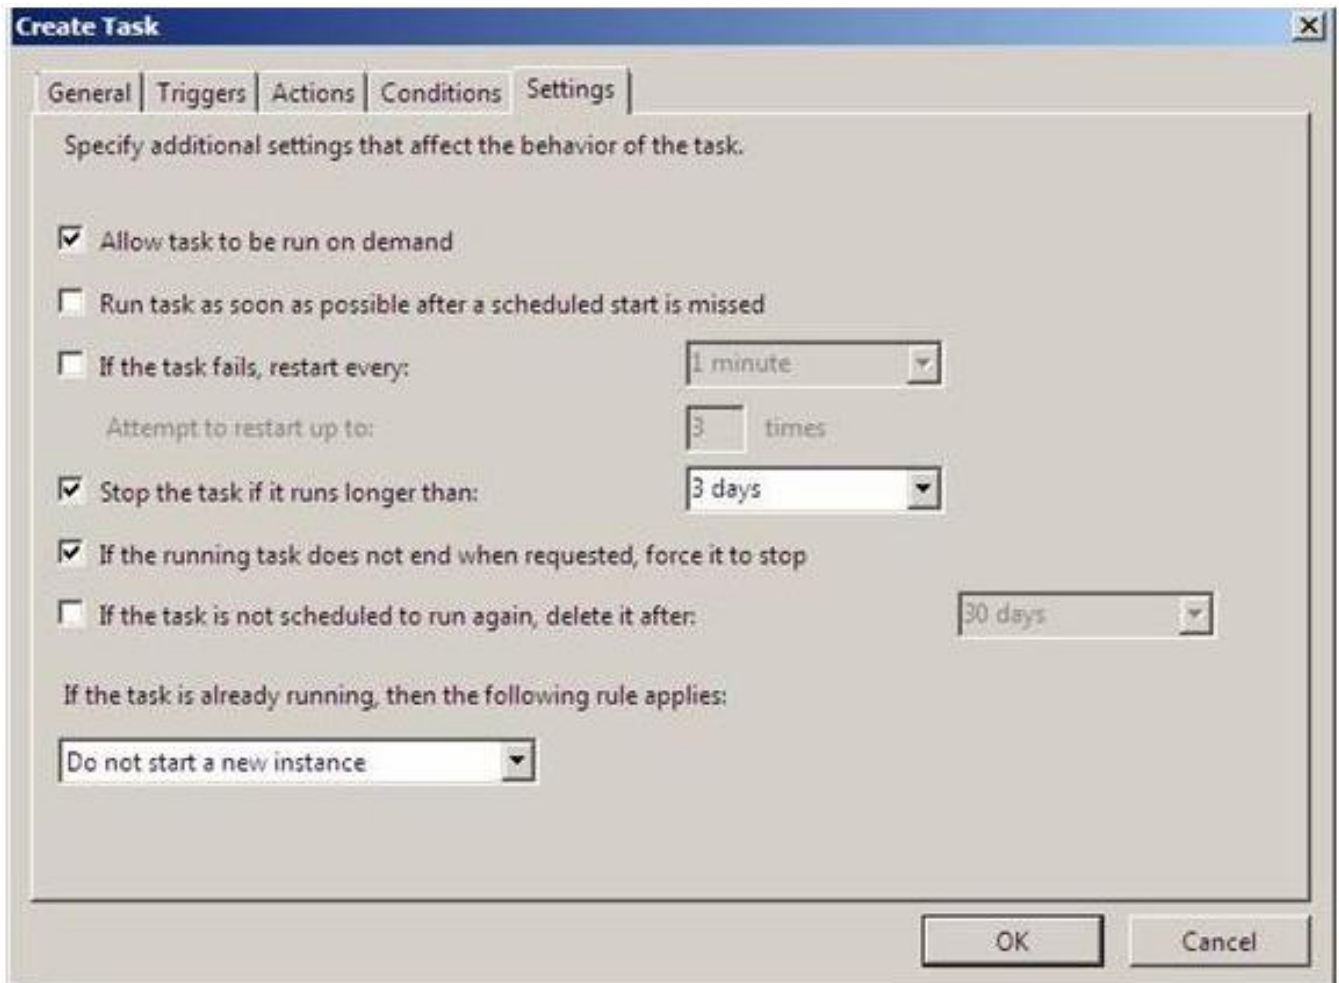 Create Task
General Triggers Actions Conditions Settings
Specify additional settings that affect the behavior of the task.
Allow task to be run on demand
Run task as soon as possible after a scheduled start is missed
If the task fails, restart every: 1 minute
Attempt to restart up to: 3 times
Stop the task if it runs longer than: 3 days
If the running task does not end when requested, force it to stop
If the task is not scheduled to run again, delete it after: 30 days
If the task is already running, then the following rule applies:
Do not start a new instance
OK Cancel